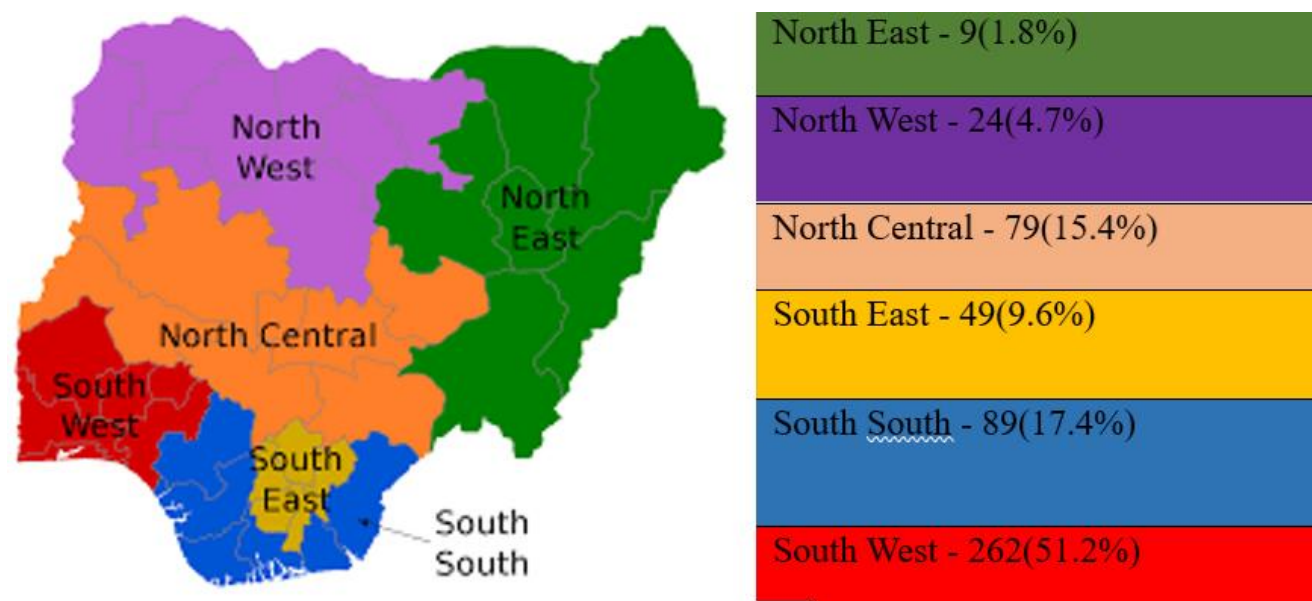 North
West
North
East
North Central
South
West
South
East
South
South
North East - 9(1.8%)
North West - 24(4.7%)
North Central - 79(15.4%)
South East - 49(9.6%)
South South - 89(17.4%)
South West - 262(51.2%)